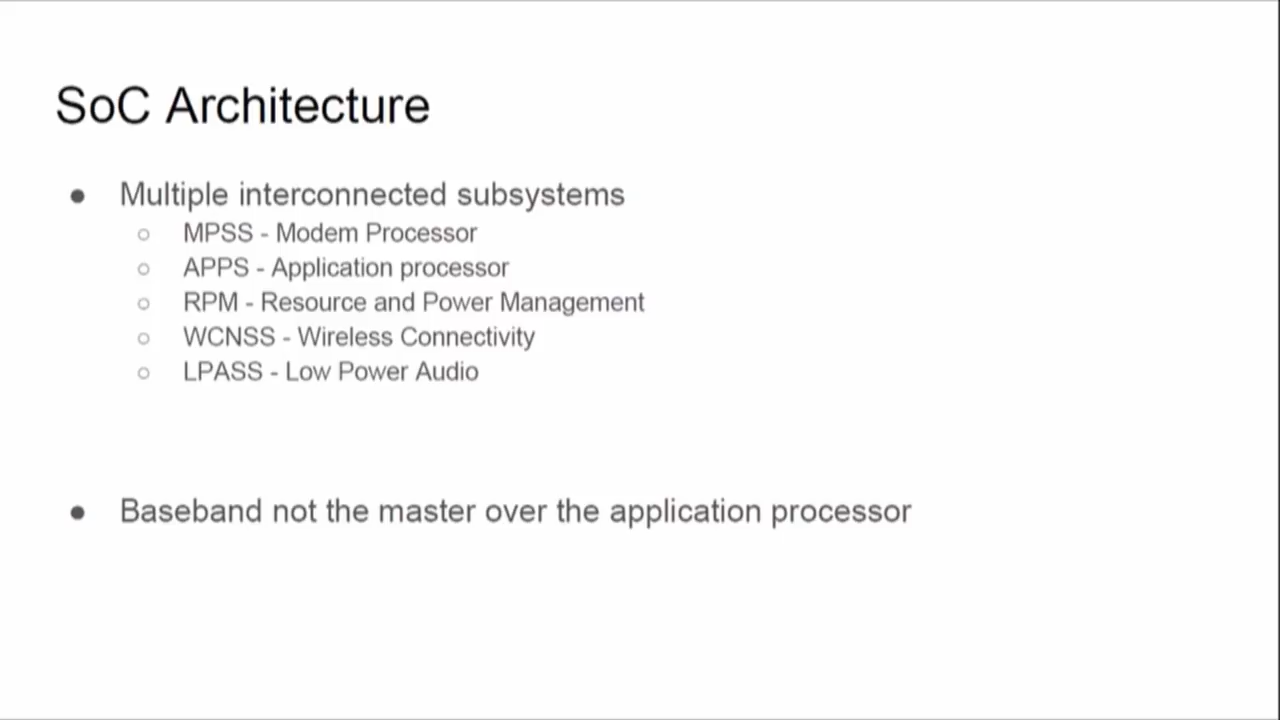 SoC Architecture
● Multiple interconnected subsystems
○ MPSS - Modem Processor
○ APPS - Application processor
○ RPM - Resource and Power Management
○ WCNSS - Wireless Connectivity
○ LPASS - Low Power Audio
● Baseband not the master over the application processor